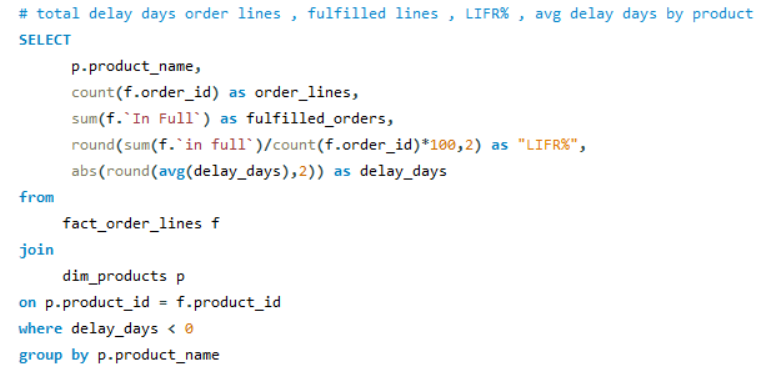 # total delay days order lines , fulfilled lines , LIFR% , avg delay days by product
SELECT
p.product_name,
count(f.order_id) as order_lines,
sum(f.`In Full`) as fulfilled_orders,
round(sum(f.`in full`)/count(f.order_id)*100,2) as "LIFR%",
abs(round(avg(delay_days),2)) as delay_days
from
fact_order_lines f
join
dim_products p
on p.product_id = f.product_id
where delay_days < 0
group by p.product_name